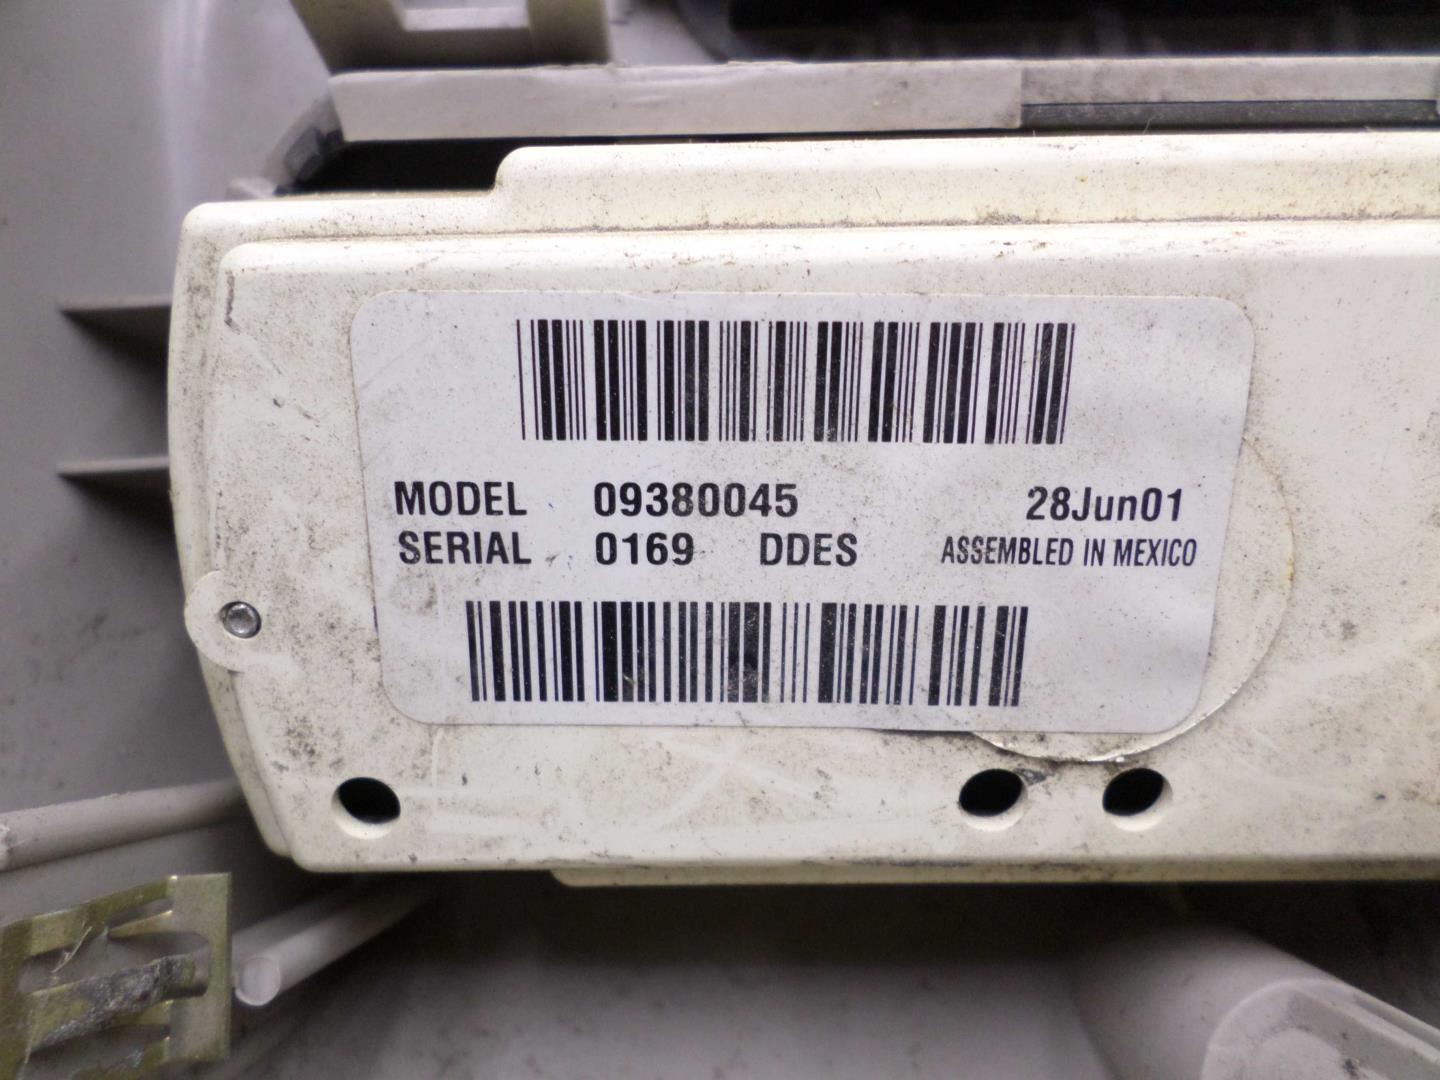 MODEL 09380045 28Jun01
SERIAL 0169 DDES ASSEMBLED IN MEXICO